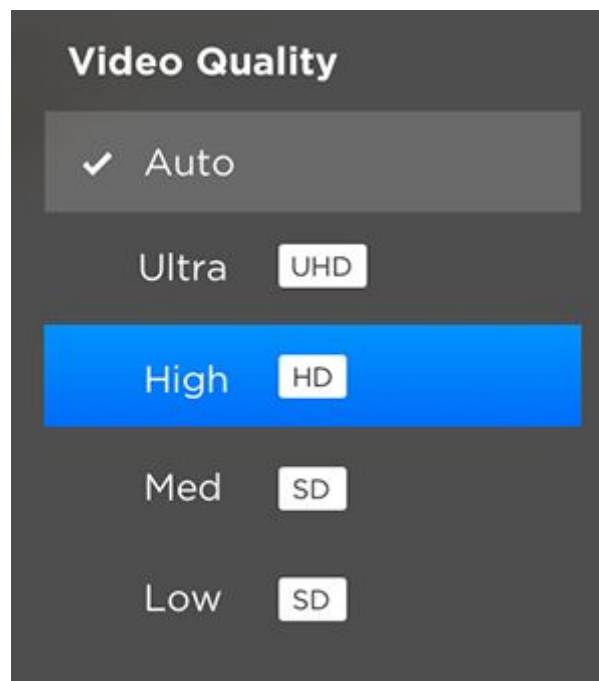 Video Quality
✓ Auto
Ultra UHD
High HD
Med SD
Low SD